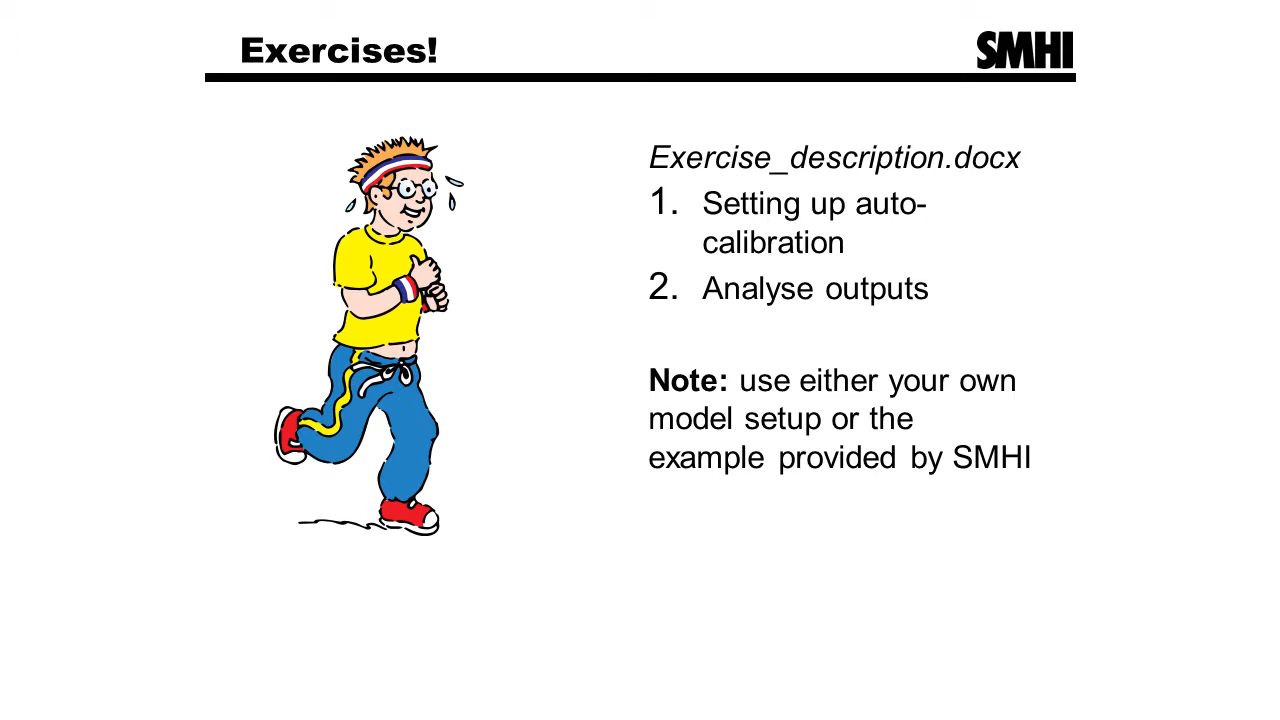 Exercises!
SMHI
Exercise_description.docx
1. Setting up auto-
calibration
2. Analyse outputs
Note: use either your own
model setup or the
example provided by SMHI